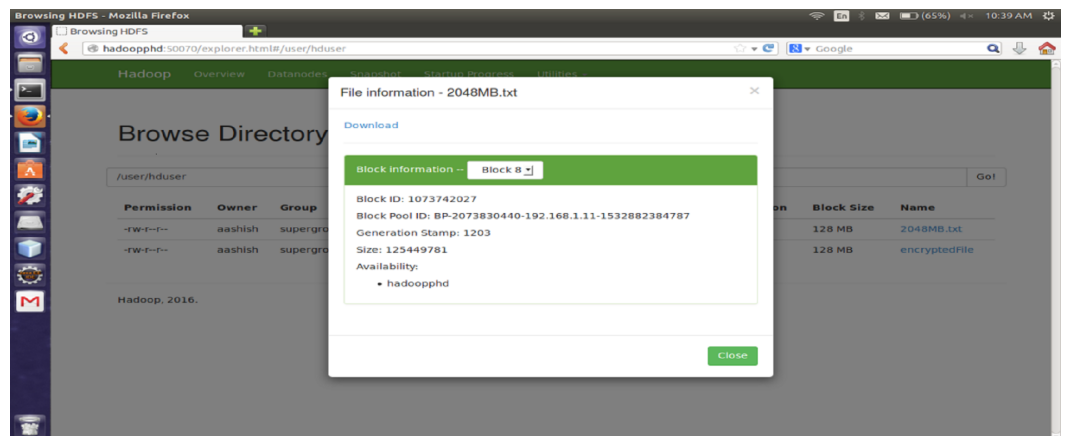 Browsing HDFS - Mozilla Firefox
En (65%) 10:39 AM
Browsing HDFS
hadoopphd:50070/explorer.html#/user/hduser
Google
Hadoop Overview Datanodes Snapshot Startup Progress Utilities
File information - 2048MB.txt ×
Download
Browse Directory
Block information -- Block 8
/user/hduser Go!
Block ID: 1073742027
Permission Owner Group Block Size Name
Block Pool ID: BP-2073830440-192.168.1.11-1532882384787
-rw-r--r-- aashish supergro 128 MB 2048MB.txt
Generation Stamp: 1203
Size: 125449781
-rw-r--r-- aashish supergro 128 MB encryptedFile
Availability:
• hadoopphd
Hadoop, 2016.
Close